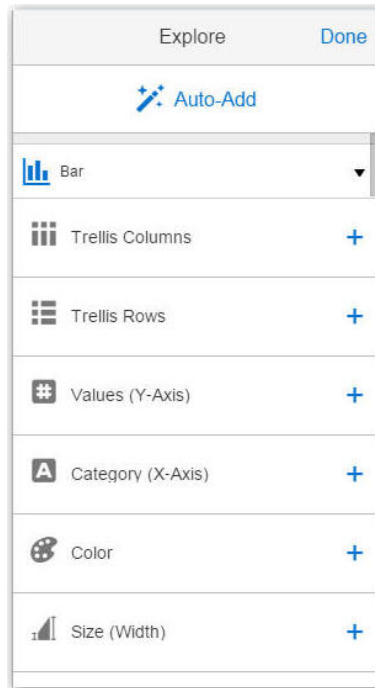 Explore Done
Auto-Add
Bar
Trellis Columns +
Trellis Rows +
# Values (Y-Axis) +
A Category (X-Axis) +
Color +
Size (Width) +